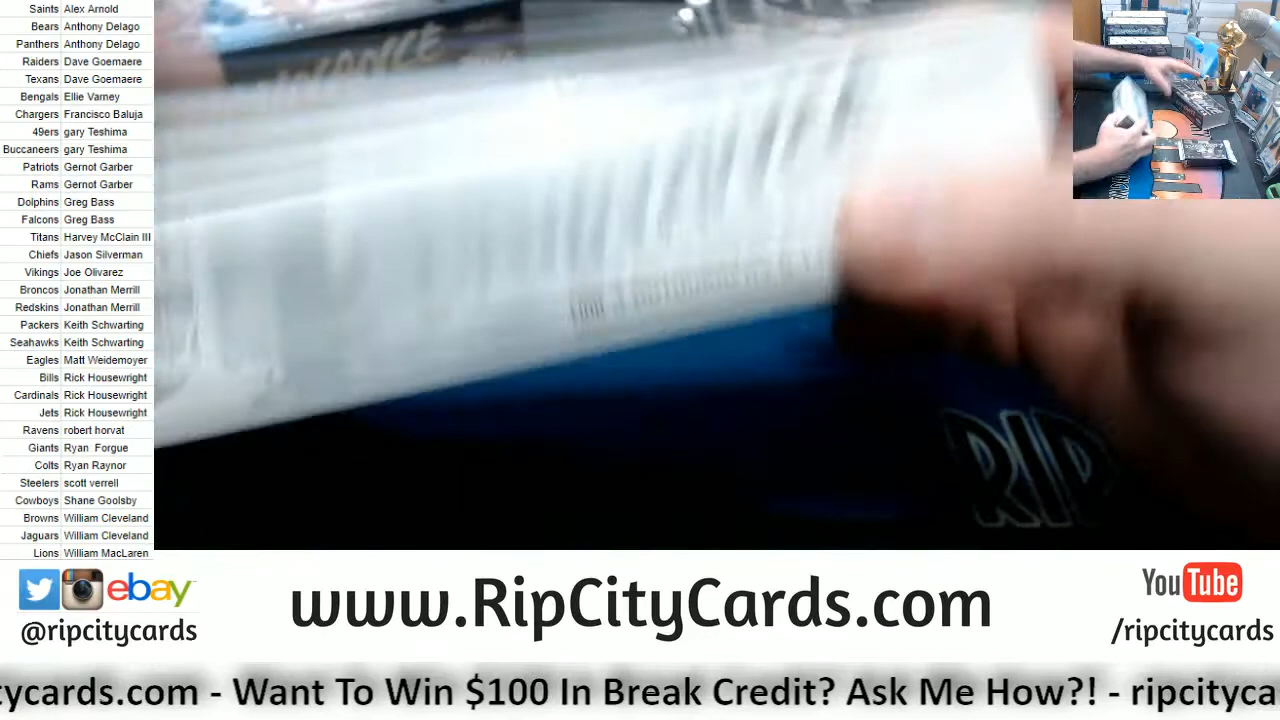 Saints Alex Arnold
Bears Anthony Delago
Panthers Anthony Delago
Raiders Dave Goemaere
Texans Dave Goemaere
Bengals Ellie Varney
Chargers Francisco Baluja
49ers gary Teshima
Buccaneers gary Teshima
Patriots Gernot Garber
Rams Gernot Garber
Dolphins Greg Bass
Falcons Greg Bass
Titans Harvey McClain III
Chiefs Jason Silverman
Vikings Joe Olivarez
Broncos Jonathan Merrill
Redskins Jonathan Merrill
Packers Keith Schwarting
Seahawks Keith Schwarting
Eagles Matt Weidemoyer
Bills Rick Housewright
Cardinals Rick Housewright
Jets Rick Housewright
Ravens robert horvat
Giants Ryan Forgue
Colts Ryan Raynor
Steelers scott verrell
Cowboys Shane Goolsby
Browns William Cleveland
Jaguars William Cleveland
Lions William MacLaren
RIP
ebay
@ripcitycards
www.RipCityCards.com
YouTube
/ripcitycards
tycards.com - Want To Win $100 In Break Credit? Ask Me How?! - ripcityca